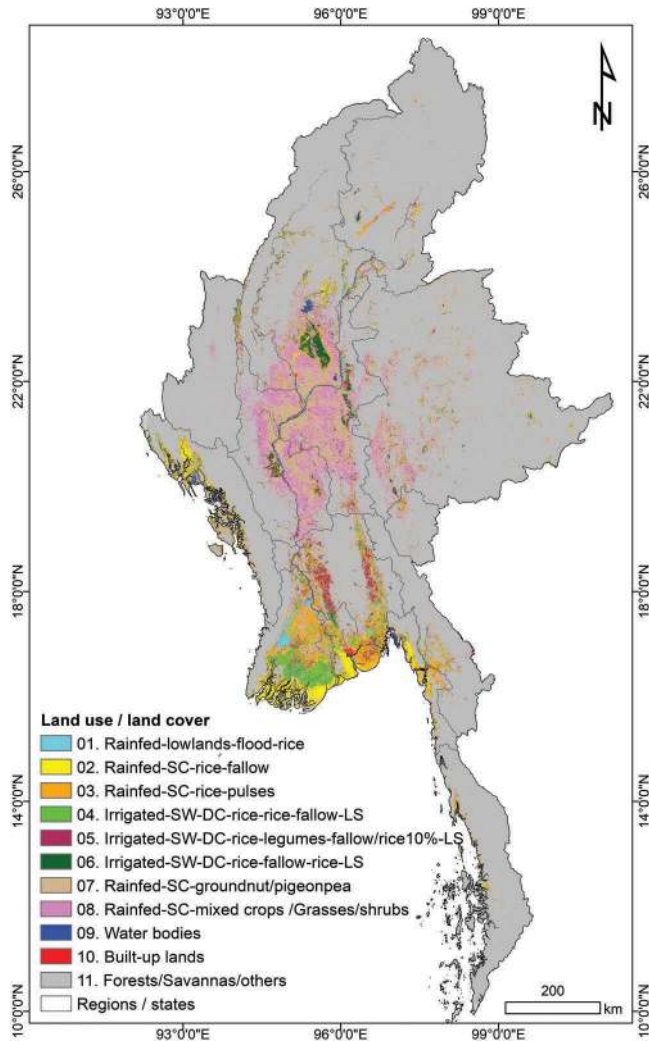 93°0'0"E 96°0'0"E 99°0'0"E
26°0'0"N 26°0'0"N
22°0'0"N 22°0'0"N
18°0'0"N 18°0'0"N
14°0'0"N 14°0'0"N
10°0'0"N 10°0'0"N
N
Land use / land cover
01. Rainfed-lowlands-flood-rice
02. Rainfed-SC-rice-fallow
03. Rainfed-SC-rice-pulses
04. Irrigated-SW-DC-rice-rice-fallow-LS
05. Irrigated-SW-DC-rice-legumes-fallow/rice10%-LS
06. Irrigated-SW-DC-rice-fallow-rice-LS
07. Rainfed-SC-groundnut/pigeonpea
08. Rainfed-SC-mixed crops /Grasses/shrubs
09. Water bodies
10. Built-up lands
11. Forests/Savannas/others
Regions / states
200
km
93°0'0"E 96°0'0"E 99°0'0"E